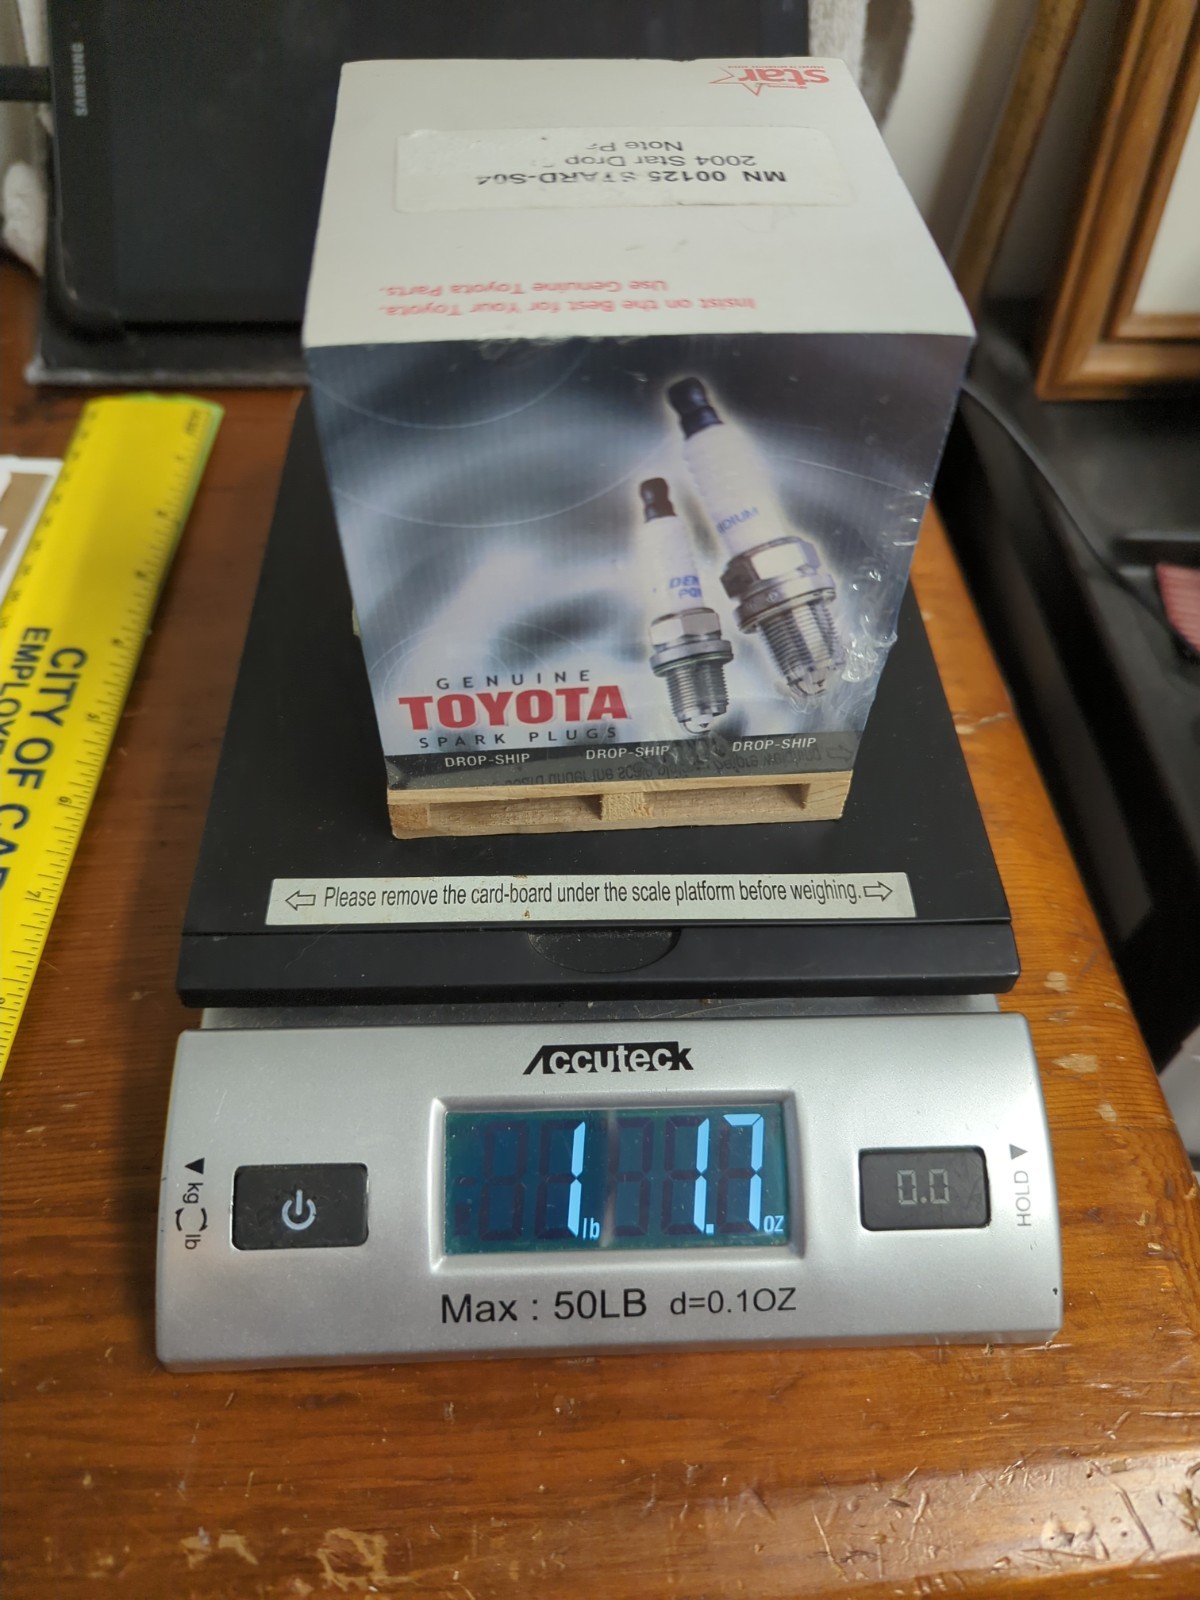 SAMSUNG
star
MN 00125-STARD-S04
2004 Star Drop
Note
Insist on the Best for Your Toyota.
Use Genuine Toyota Parts.
GENUINE
TOYOTA
SPARK PLUGS
DROP-SHIP DROP-SHIP DROP-SHIP
CITY OF
Please remove the card-board under the scale platform before weighing.
Accuteck
1 lb 1.17 oz
kg lb
0.0
HOLD
Max : 50LB d=0.1OZ
5
6
7